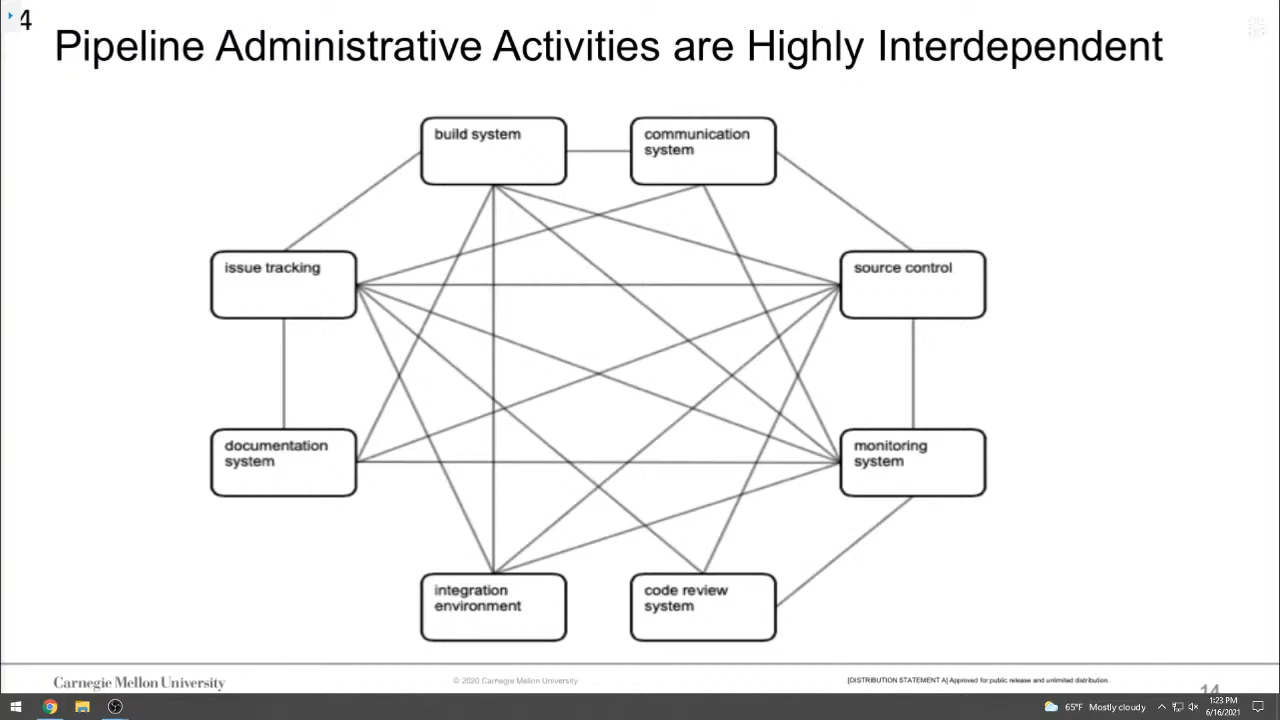 4
Pipeline Administrative Activities are Highly Interdependent
build system
communication
system
issue tracking
source control
documentation
system
monitoring
system
integration
environment
code review
system
Carnegie Mellon University
© 2020 Carnegie Mellon University
[DISTRIBUTION STATEMENT A] Approved for public release and unlimited distribution.
14
65°F Mostly cloudy
1:23 PM
6/16/2021